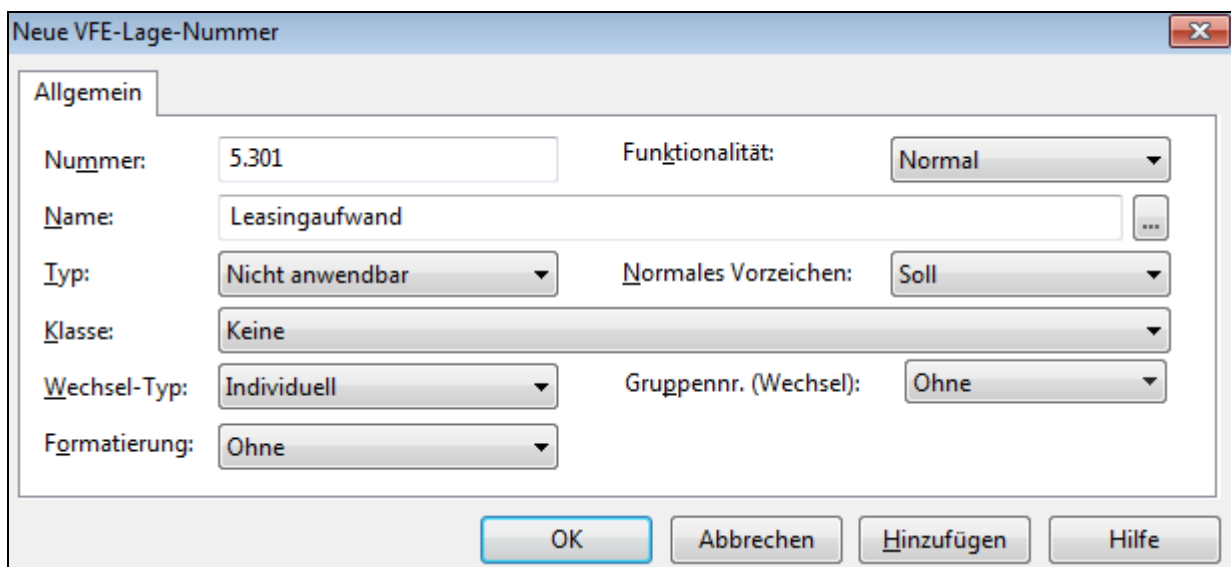 Neue VFE-Lage-Nummer
Allgemein
Nummer: 5.301 Funktionalität: Normal
Name: Leasingaufwand ...
Typ: Nicht anwendbar Normales Vorzeichen: Soll
Klasse: Keine
Wechsel-Typ: Individuell Gruppennr. (Wechsel): Ohne
Formatierung: Ohne
OK Abbrechen Hinzufügen Hilfe